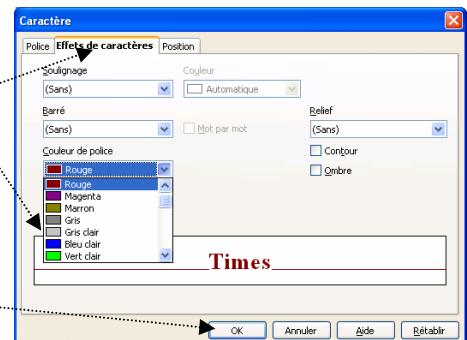 Caractère
Police Effets de caractères Position
Soulignage Couleur
(Sans) Automatique
Barré Relief
(Sans) Mot par mot (Sans)
Couleur de police Contour
Rouge Ombre
Rouge
Magenta
Marron
Gris
Gris clair
Bleu clair
Vert clair
Times
OK Annuler Aide Rétablir